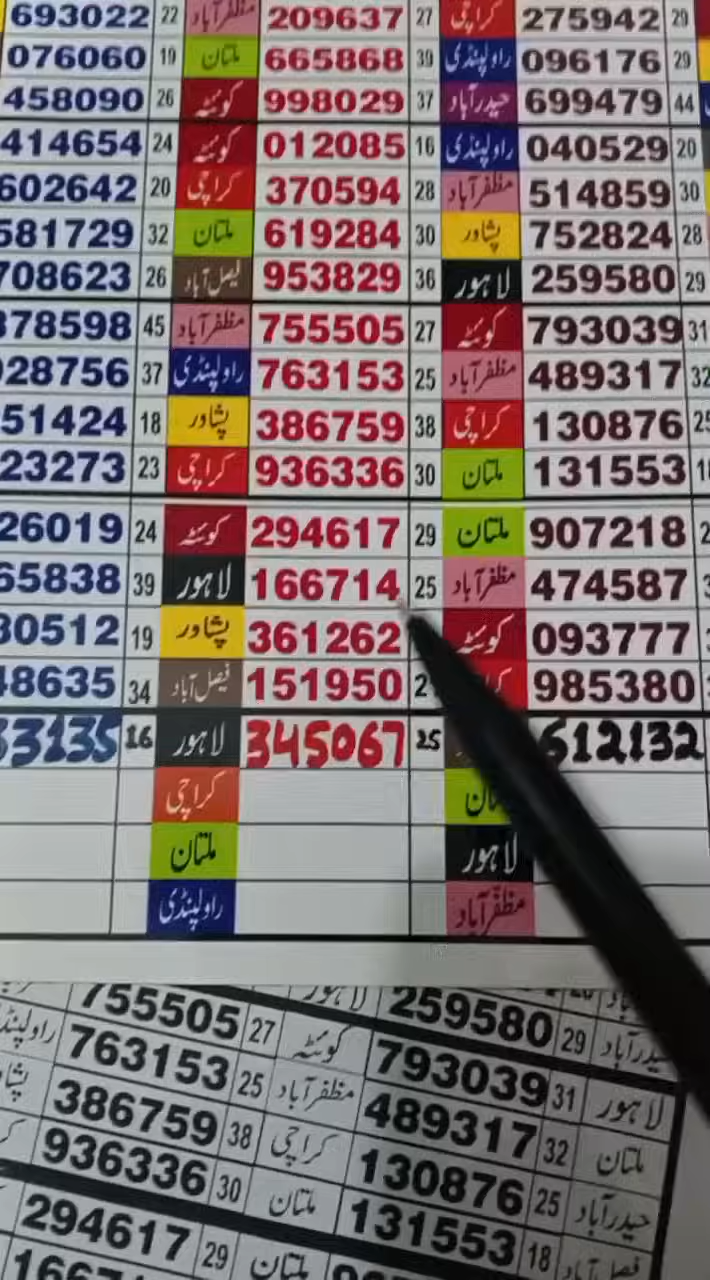 693022 22 مظفرآباد 209637 27 کراچی 275942 29
076060 19 ملتان 665868 39 راولپنڈی 096176 29
458090 26 کوئٹہ 998029 37 حیدرآباد 699479 44
414654 24 کوئٹہ 012085 16 راولپنڈی 040529 20
602642 20 کراچی 370594 28 مظفرآباد 514859 30
581729 32 ملتان 619284 30 پشاور 752824 28
708623 26 فیصل آباد 953829 36 لاہور 259580 29
378598 45 مظفرآباد 755505 27 کوئٹہ 793039 31
928756 37 راولپنڈی 763153 25 مظفرآباد 489317 32
51424 18 پشاور 386759 38 کراچی 130876
23273 23 کراچی 936336 30 ملتان 131553
26019 24 کوئٹہ 294617 29 ملتان 907218
65838 39 لاہور 166714 25 مظفرآباد 474587
30512 19 پشاور 361262 کوئٹہ 093777
48635 34 فیصل آباد 151950 985380
33135 16 لاہور 345067 25 612132
کراچی
ملتان لاہور
راولپنڈی مظفرآباد
755505 27 لاہور 259580 29 حیدرآباد
راولپنڈی 763153 25 کوئٹہ 793039 31 لاہور
386759 38 مظفرآباد 489317 32 ملتان
936336 30 کراچی 130876 25 حیدرآباد
294617 29 ملتان 131553 18 فیصل آباد
ملتان